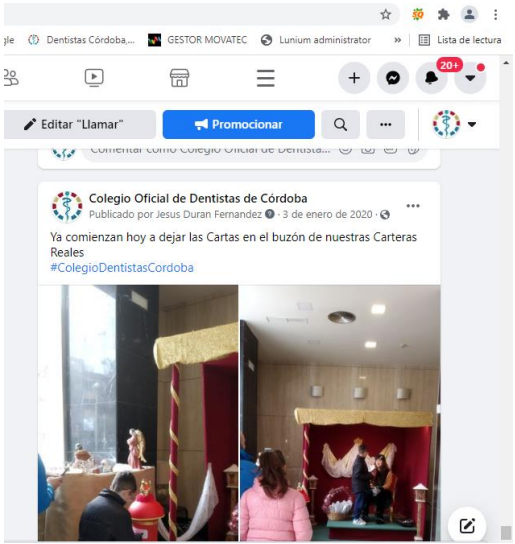 gle
Dentistas Córdoba,...
GESTOR MOVATEC
Lunium administrator
»
Lista de lectura
20+
Editar "Llamar"
Promocionar
Comentar como Colegio Oficial de Dentista...
Colegio Oficial de Dentistas de Córdoba
Publicado por Jesus Duran Fernandez · 3 de enero de 2020 ·
Ya comienzan hoy a dejar las Cartas en el buzón de nuestras Carteras
Reales
#ColegioDentistasCordoba